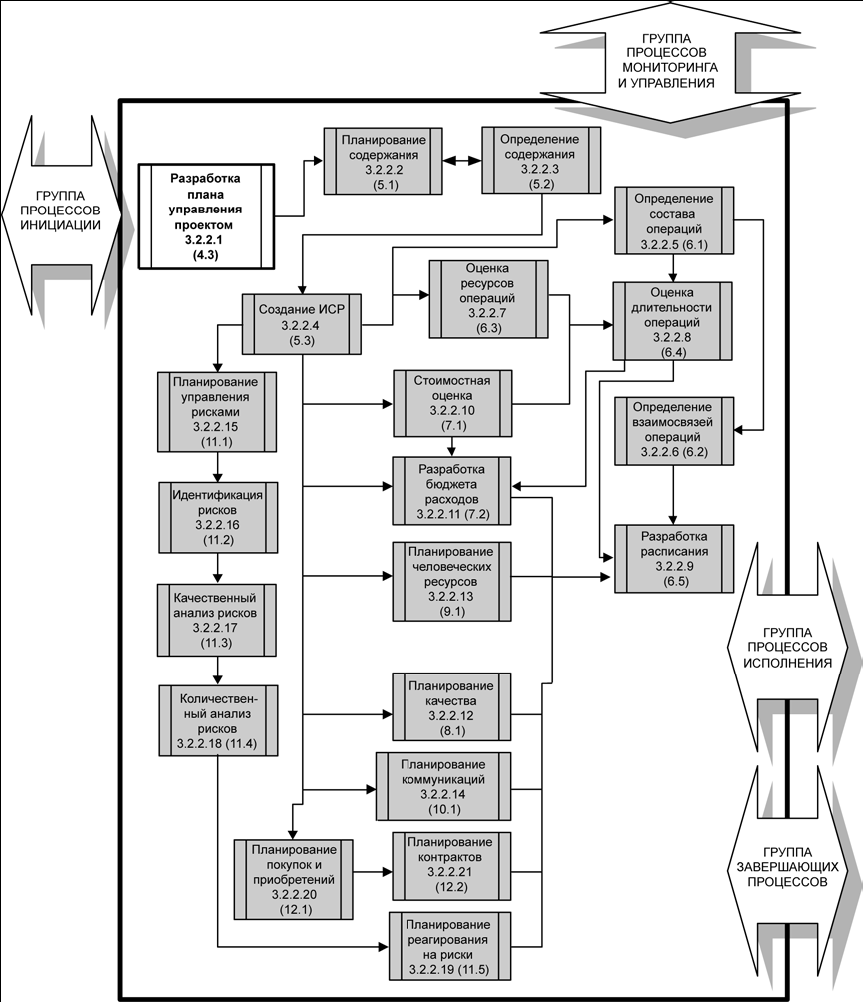 ГРУППА
ПРОЦЕССОВ
МОНИТОРИНГА
И УПРАВЛЕНИЯ
ГРУППА
ПРОЦЕССОВ
ИНИЦИАЦИИ
Разработка
плана
управления
проектом
3.2.2.1
(4.3)
Планирование
содержания
3.2.2.2
(5.1)
Определение
содержания
3.2.2.3
(5.2)
Определение
состава
операций
3.2.2.5 (6.1)
Оценка
ресурсов
операций
3.2.2.7
(6.3)
Оценка
длительности
операций
3.2.2.8
(6.4)
Создание ИСР
3.2.2.4
(5.3)
Планирование
управления
рисками
3.2.2.15
(11.1)
Стоимостная
оценка
3.2.2.10
(7.1)
Определение
взаимосвязей
операций
3.2.2.6 (6.2)
Идентификация
рисков
3.2.2.16
(11.2)
Разработка
бюджета
расходов
3.2.2.11 (7.2)
Разработка
расписания
3.2.2.9
(6.5)
Планирование
человеческих
ресурсов
3.2.2.13
(9.1)
Качественный
анализ рисков
3.2.2.17
(11.3)
ГРУППА
ПРОЦЕССОВ
ИСПОЛНЕНИЯ
Количествен-
ный анализ
рисков
3.2.2.18 (11.4)
Планирование
качества
3.2.2.12
(8.1)
Планирование
коммуникаций
3.2.2.14
(10.1)
Планирование
покупок и
приобретений
3.2.2.20
(12.1)
Планирование
контрактов
3.2.2.21
(12.2)
ГРУППА
ЗАВЕРШАЮЩИХ
ПРОЦЕССОВ
Планирование
реагирования
на риски
3.2.2.19 (11.5)